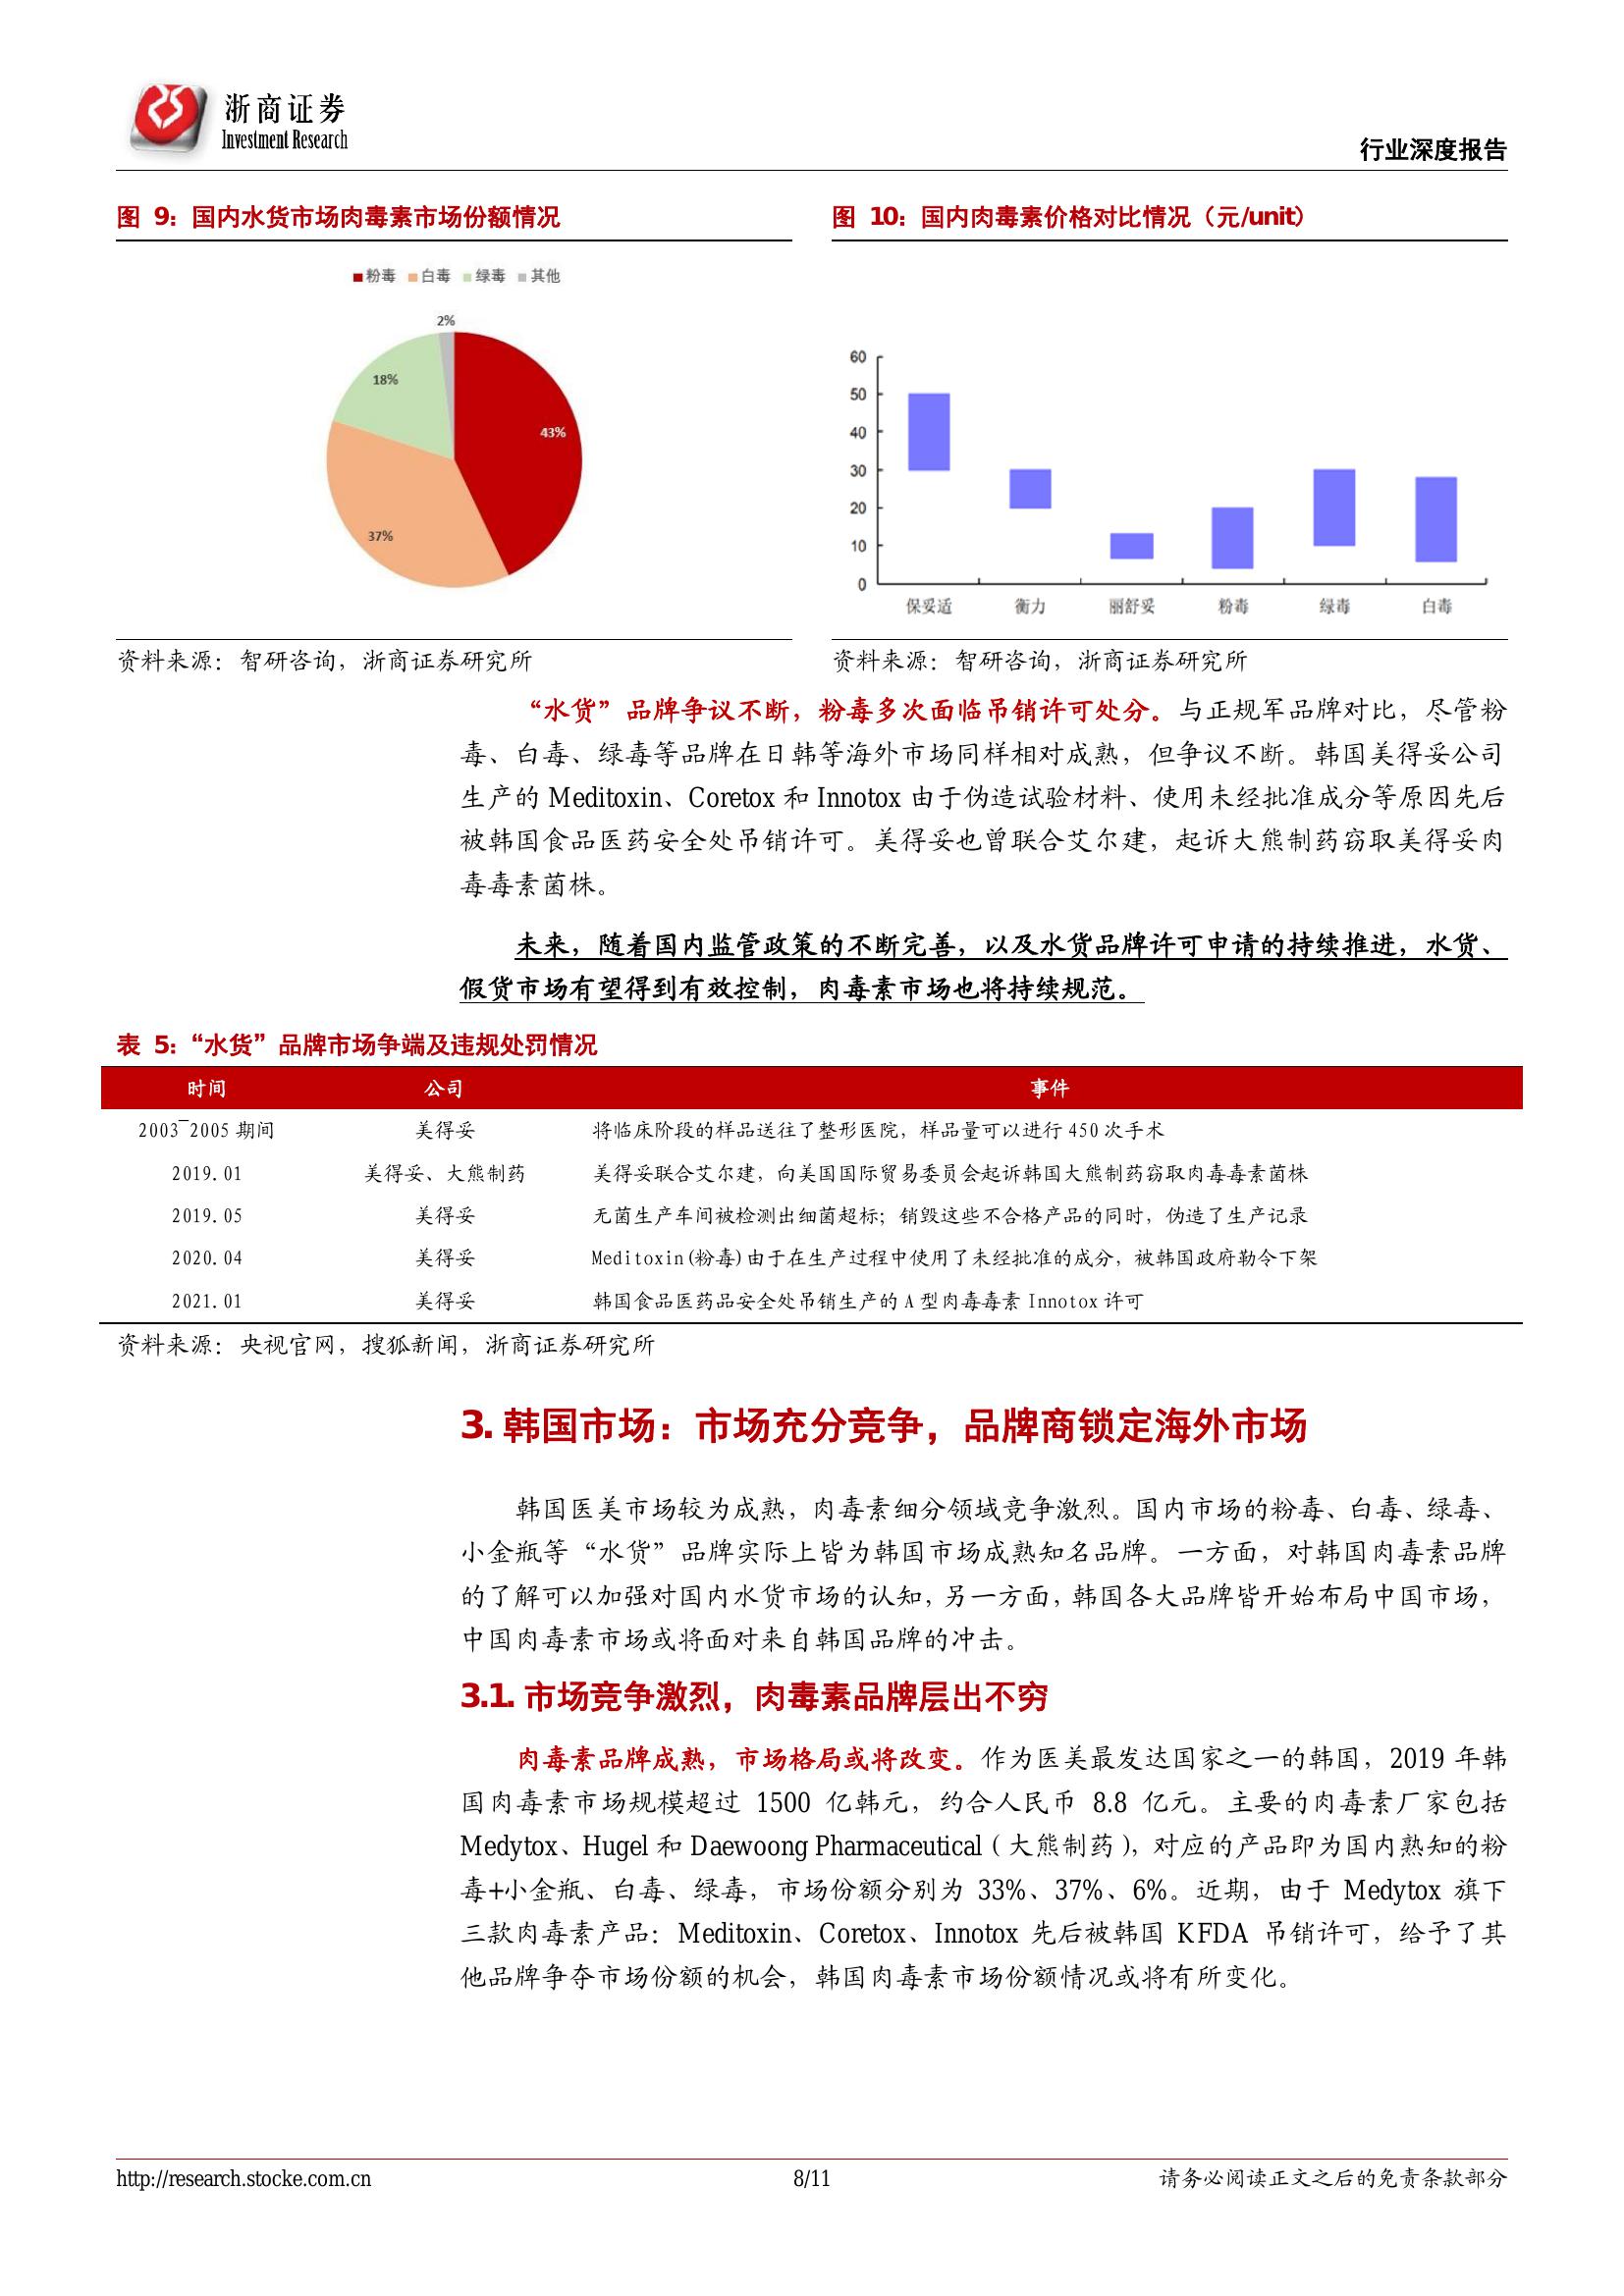 浙商证券
Investment Research
行业深度报告
图 9：国内水货市场肉毒素市场份额情况
粉毒 白毒 绿毒 其他
2%
18%
43%
37%
资料来源：智研咨询，浙商证券研究所
图 10：国内肉毒素价格对比情况（元/unit）
60
50
40
30
20
10
0
保妥适 衡力 丽舒妥 粉毒 绿毒 白毒
资料来源：智研咨询，浙商证券研究所
“水货”品牌争议不断，粉毒多次面临吊销许可处分。与正规军品牌对比，尽管粉
毒、白毒、绿毒等品牌在日韩等海外市场同样相对成熟，但争议不断。韩国美得妥公司
生产的 Meditoxin、Coretox 和 Innotox 由于伪造试验材料、使用未经批准成分等原因先后
被韩国食品医药安全处吊销许可。美得妥也曾联合艾尔建，起诉大熊制药窃取美得妥肉
毒毒素菌株。
未来，随着国内监管政策的不断完善，以及水货品牌许可申请的持续推进，水货、
假货市场有望得到有效控制，肉毒素市场也将持续规范。
表 5：“水货”品牌市场争端及违规处罚情况
时间 公司 事件
2003~2005 期间 美得妥 将临床阶段的样品送往了整形医院，样品量可以进行 450 次手术
2019.01 美得妥、大熊制药 美得妥联合艾尔建，向美国国际贸易委员会起诉韩国大熊制药窃取肉毒毒素菌株
2019.05 美得妥 无菌生产车间被检测出细菌超标；销毁这些不合格产品的同时，伪造了生产记录
2020.04 美得妥 Meditoxin(粉毒)由于在生产过程中使用了未经批准的成分，被韩国政府勒令下架
2021.01 美得妥 韩国食品医药品安全处吊销生产的 A 型肉毒毒素 Innotox 许可
资料来源：央视官网，搜狐新闻，浙商证券研究所
3. 韩国市场：市场充分竞争，品牌商锁定海外市场
韩国医美市场较为成熟，肉毒素细分领域竞争激烈。国内市场的粉毒、白毒、绿毒、
小金瓶等“水货”品牌实际上皆为韩国市场成熟知名品牌。一方面，对韩国肉毒素品牌
的了解可以加强对国内水货市场的认知，另一方面，韩国各大品牌皆开始布局中国市场，
中国肉毒素市场或将面对来自韩国品牌的冲击。
3.1. 市场竞争激烈，肉毒素品牌层出不穷
肉毒素品牌成熟，市场格局或将改变。作为医美最发达国家之一的韩国，2019 年韩
国肉毒素市场规模超过 1500 亿韩元，约合人民币 8.8 亿元。主要的肉毒素厂家包括
Medytox、Hugel 和 Daewoong Pharmaceutical（大熊制药），对应的产品即为国内熟知的粉
毒+小金瓶、白毒、绿毒，市场份额分别为 33%、37%、6%。近期，由于 Medytox 旗下
三款肉毒素产品：Meditoxin、Coretox、Innotox 先后被韩国 KFDA 吊销许可，给予了其
他品牌争夺市场份额的机会，韩国肉毒素市场份额情况或将有所变化。
http://research.stocke.com.cn 8/11 请务必阅读正文之后的免责条款部分